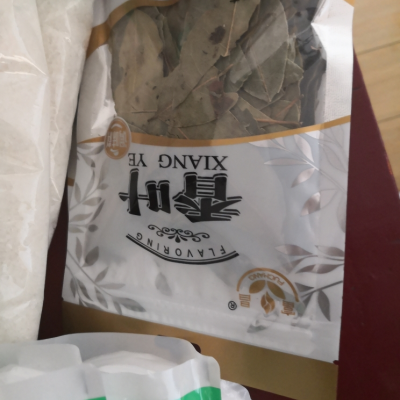 FLAVORING
香叶
XIANG YE